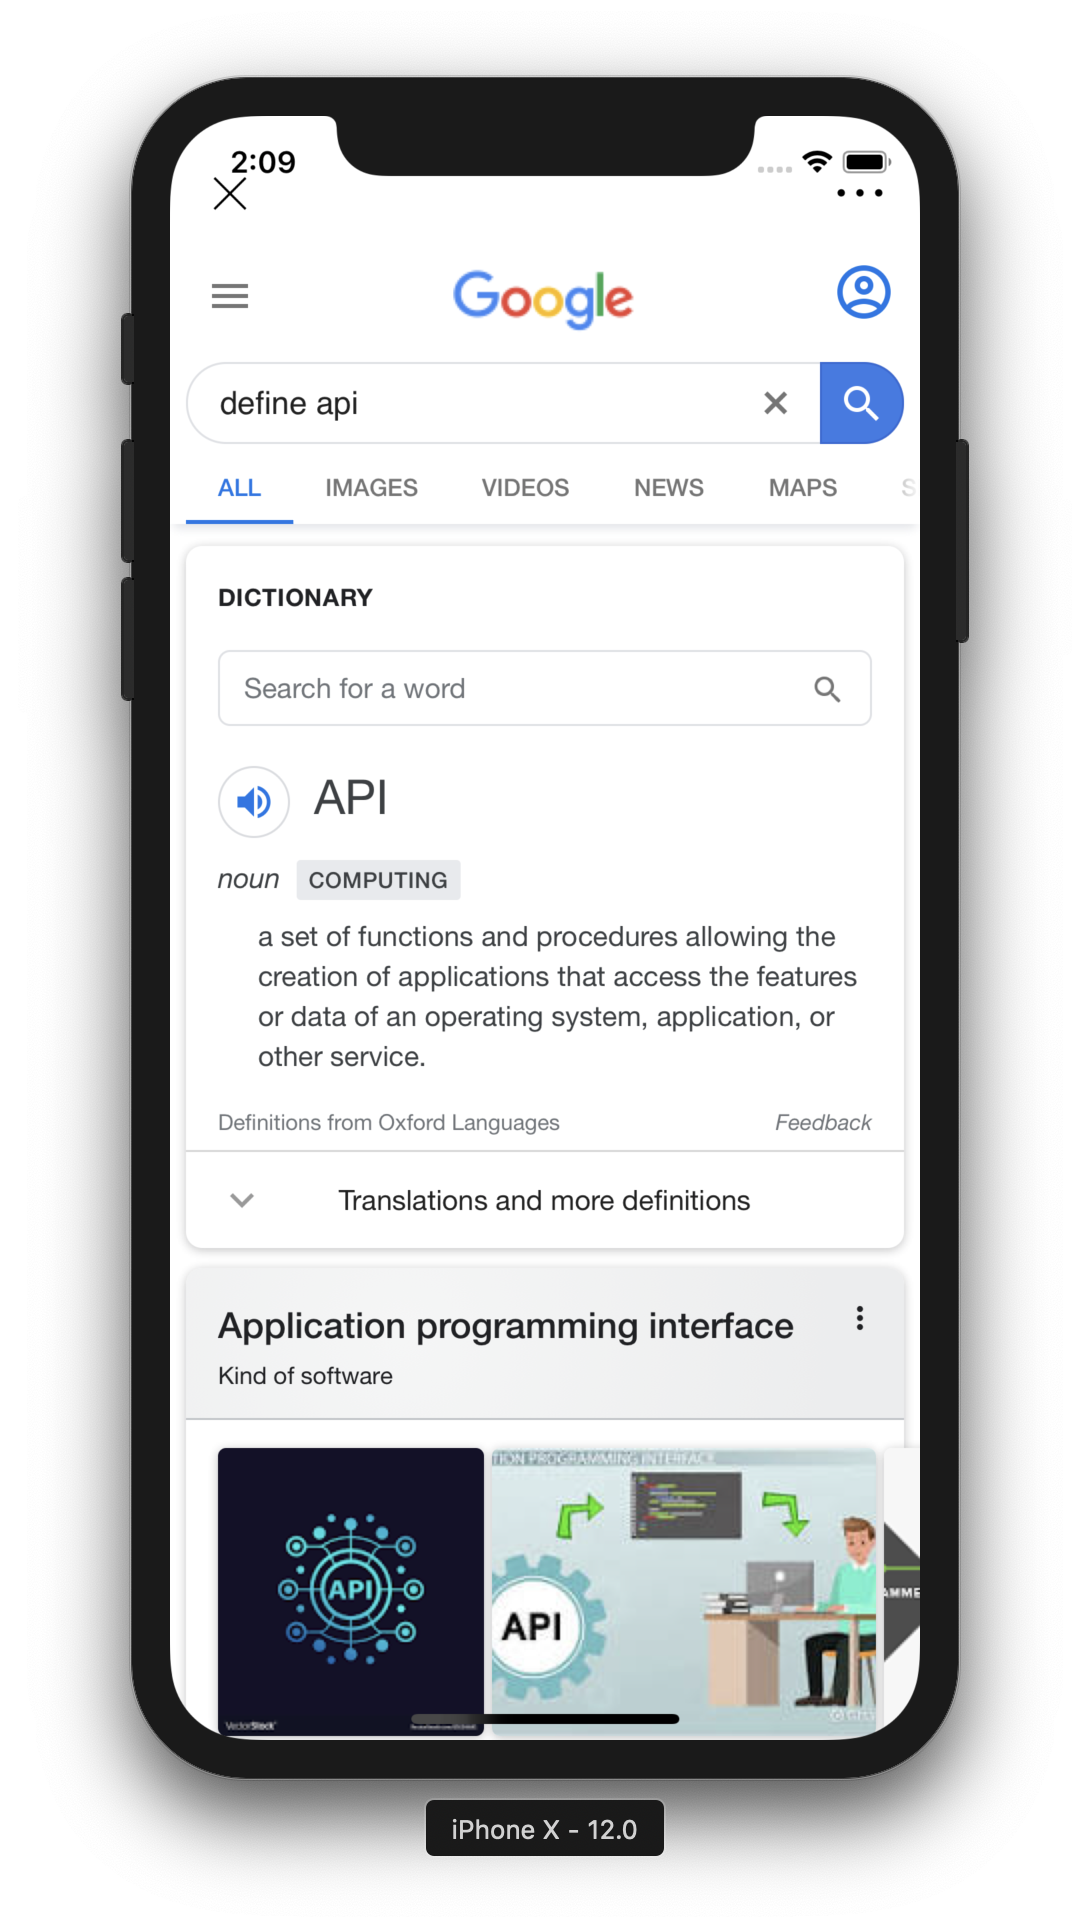 2:09
Google
define api
ALL IMAGES VIDEOS NEWS MAPS S
DICTIONARY
Search for a word
API
noun COMPUTING
a set of functions and procedures allowing the
creation of applications that access the features
or data of an operating system, application, or
other service.
Definitions from Oxford Languages Feedback
Translations and more definitions
Application programming interface
Kind of software
TION PROGRAMMING INTERFACE
API
API
AMME
VectorStock
iPhone X - 12.0